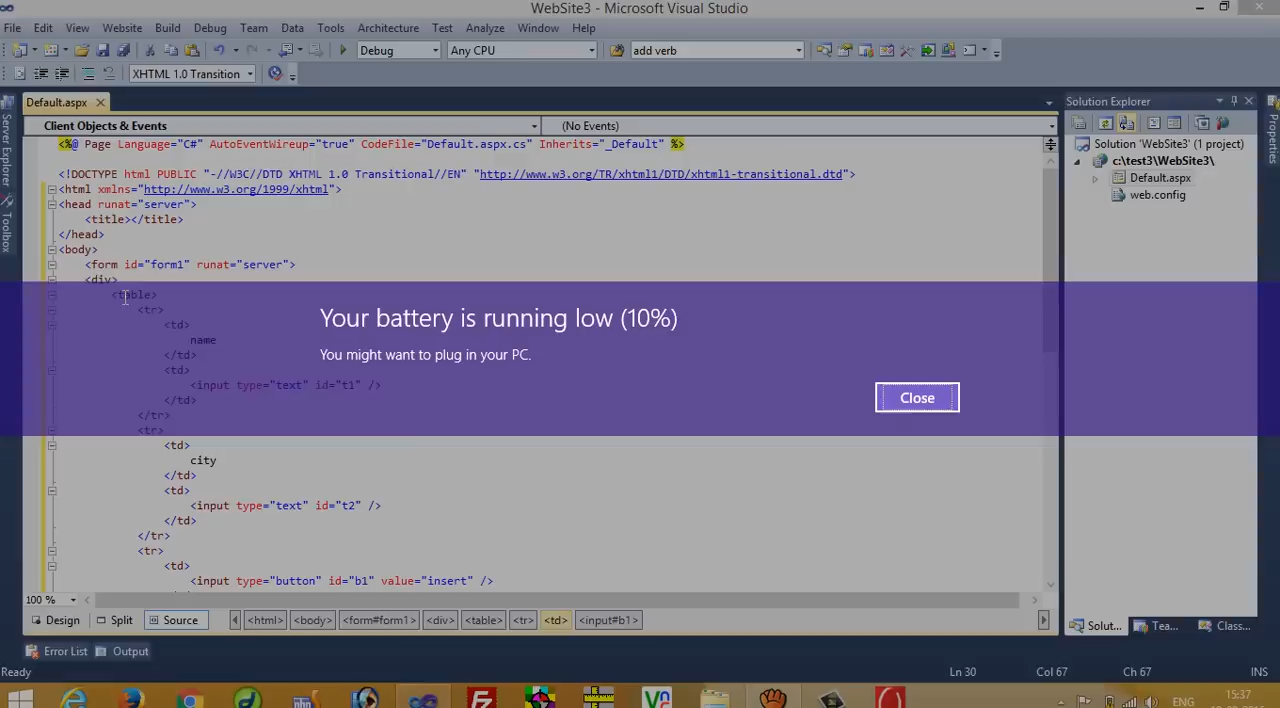 WebSite3 - Microsoft Visual Studio
File Edit View Website Build Debug Team Data Tools Architecture Test Analyze Window Help
Debug Any CPU add verb
XHTML 1.0 Transition
Default.aspx
Solution Explorer
Client Objects & Events (No Events)
Server Explorer
Toolbox
Properties
Solution 'WebSite3' (1 project)
c:\test3\WebSite3\
Default.aspx
web.config
<%@ Page Language="C#" AutoEventWireup="true" CodeFile="Default.aspx.cs" Inherits="_Default" %>
<!DOCTYPE html PUBLIC "-//W3C//DTD XHTML 1.0 Transitional//EN" "http://www.w3.org/TR/xhtml1/DTD/xhtml1-transitional.dtd">
<html xmlns="http://www.w3.org/1999/xhtml">
<head runat="server">
<title></title>
</head>
<body>
<form id="form1" runat="server">
<div>
<table>
<tr>
<td>
name
</td>
<td>
<input type="text" id="t1" />
</td>
</tr>
<tr>
<td>
city
</td>
<td>
<input type="text" id="t2" />
</td>
</tr>
<tr>
<td>
<input type="button" id="b1" value="insert" />
Your battery is running low (10%)
You might want to plug in your PC.
Close
100 %
Design Split Source <html> <body> <form#form1> <div> <table> <tr> <td> <input#b1>
Solut... Tea... Class...
Error List Output
Ready Ln 30 Col 67 Ch 67 INS
ENG 15:37